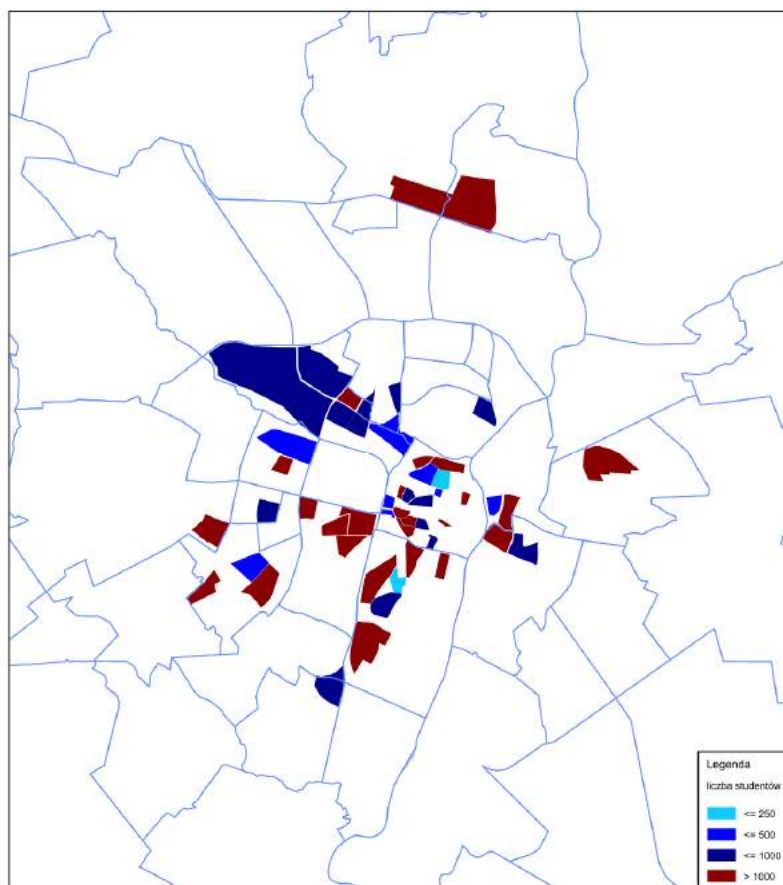 Legenda
liczba studentów
<= 250
<= 500
<= 1000
> 1000